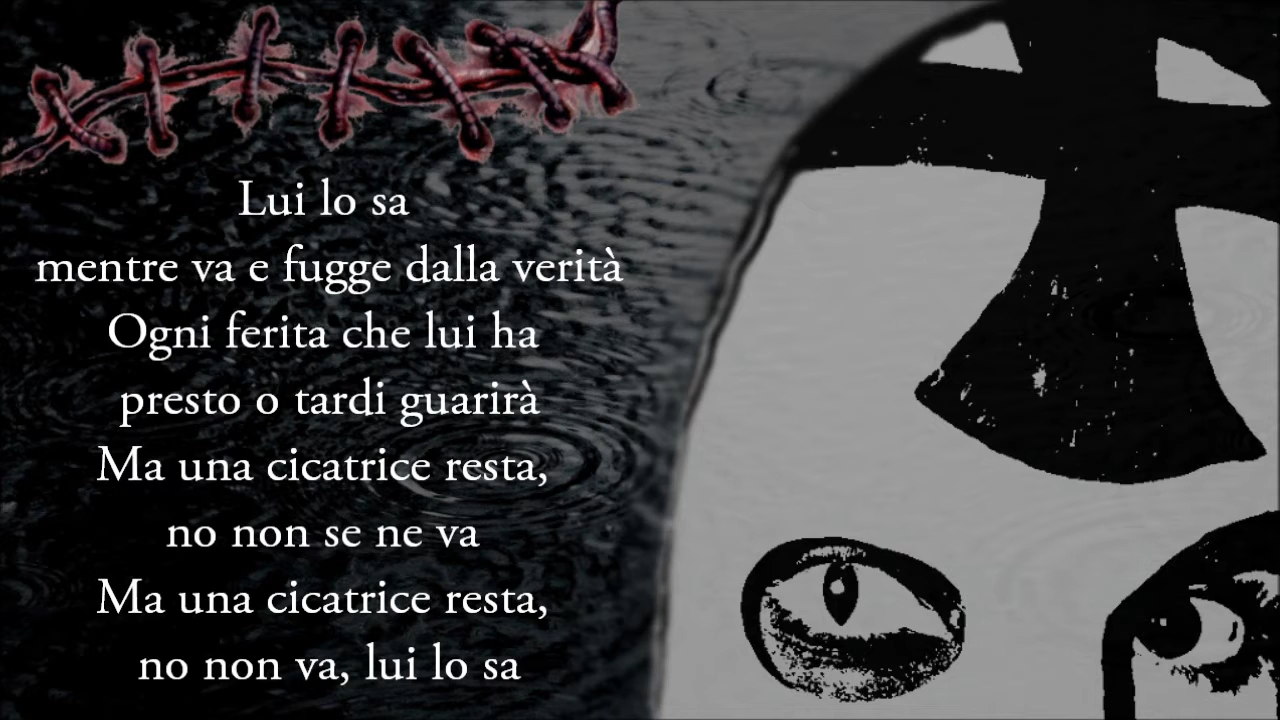 Lui lo sa
mentre va e fugge dalla verità
Ogni ferita che lui ha
presto o tardi guarirà
Ma una cicatrice resta,
no non se ne va
Ma una cicatrice resta,
no non va, lui lo sa